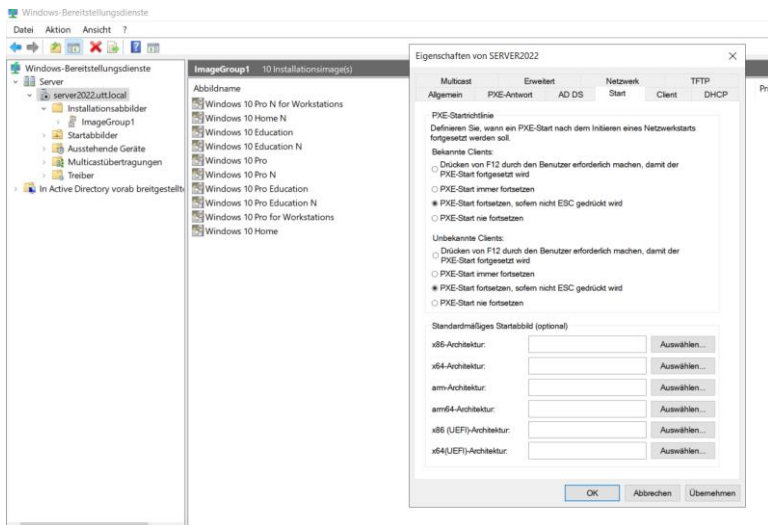 Windows-Bereitstellungsdienste
Datei Aktion Ansicht ?
Windows-Bereitstellungsdienste
Server
server2022.utt.local
Installationsabbilder
ImageGroup1
Startabbilder
Ausstehende Geräte
Multicastübertragungen
Treiber
In Active Directory vorab breitgestellte
ImageGroup1 10 Installationsimage(s)
Abbildname
Windows 10 Pro N for Workstations
Windows 10 Home N
Windows 10 Education
Windows 10 Education N
Windows 10 Pro
Windows 10 Pro N
Windows 10 Pro Education
Windows 10 Pro Education N
Windows 10 Pro for Workstations
Windows 10 Home
Eigenschaften von SERVER2022
Multicast Erweitert Netzwerk TFTP
Allgemein PXE-Antwort AD DS Start Client DHCP
PXE-Startrichtlinie
Definieren Sie, wann ein PXE-Start nach dem Initiieren eines Netzwerkstarts
fortgesetzt werden soll.
Bekannte Clients:
Drücken von F12 durch den Benutzer erforderlich machen, damit der
PXE-Start fortgesetzt wird
PXE-Start immer fortsetzen
PXE-Start fortsetzen, sofern nicht ESC gedrückt wird
PXE-Start nie fortsetzen
Unbekannte Clients:
Drücken von F12 durch den Benutzer erforderlich machen, damit der
PXE-Start fortgesetzt wird
PXE-Start immer fortsetzen
PXE-Start fortsetzen, sofern nicht ESC gedrückt wird
PXE-Start nie fortsetzen
Standardmäßiges Startabbild (optional)
x86-Architektur: Auswählen...
x64-Architektur: Auswählen...
arm-Architektur: Auswählen...
arm64-Architektur: Auswählen...
x86 (UEFI)-Architektur: Auswählen...
x64(UEFI)-Architektur: Auswählen...
OK Abbrechen Übernehmen